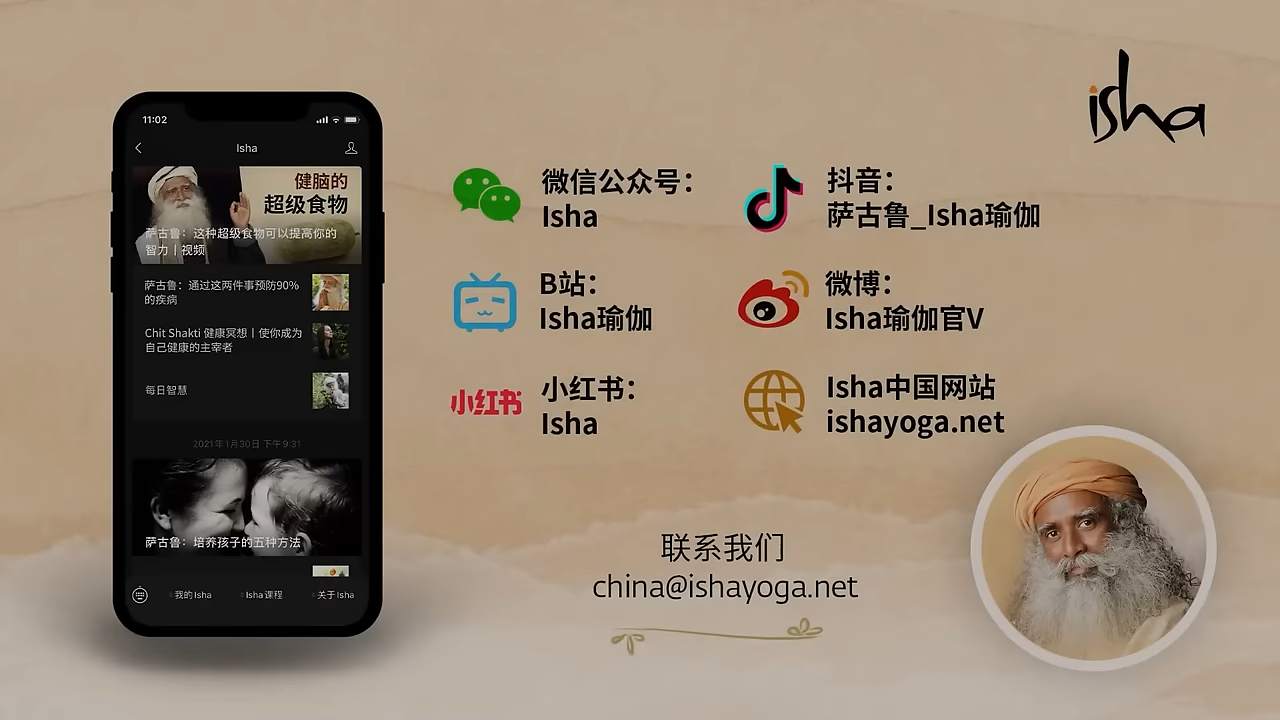 isha
11:02
Isha
健脑的
超级食物
萨古鲁：这种超级食物可以提高你的
智力丨视频
萨古鲁：通过这两件事预防90%
的疾病
Chit Shakti 健康冥想丨使你成为
自己健康的主宰者
每日智慧
2021年1月30日 下午9:31
萨古鲁：培养孩子的五种方法
我的Isha
Isha课程
关于Isha
微信公众号：
Isha
抖音：
萨古鲁_Isha瑜伽
B站：
Isha瑜伽
微博：
Isha瑜伽官V
小红书
小红书：
Isha
Isha中国网站
ishayoga.net
联系我们
china@ishayoga.net